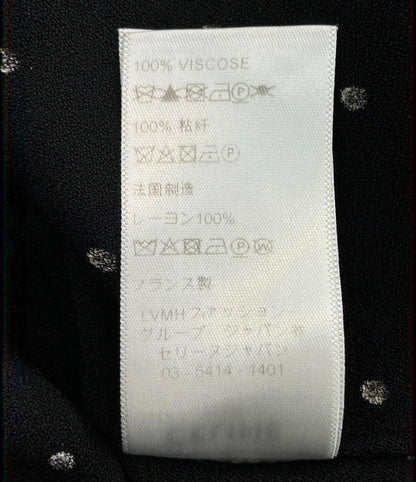 100% VISCOSE
100% 粘纤
法国制造
レーヨン100%
フランス製
LVMHファッション
グループ ジャパン㈱
セリーヌジャパン
03-5414-1401